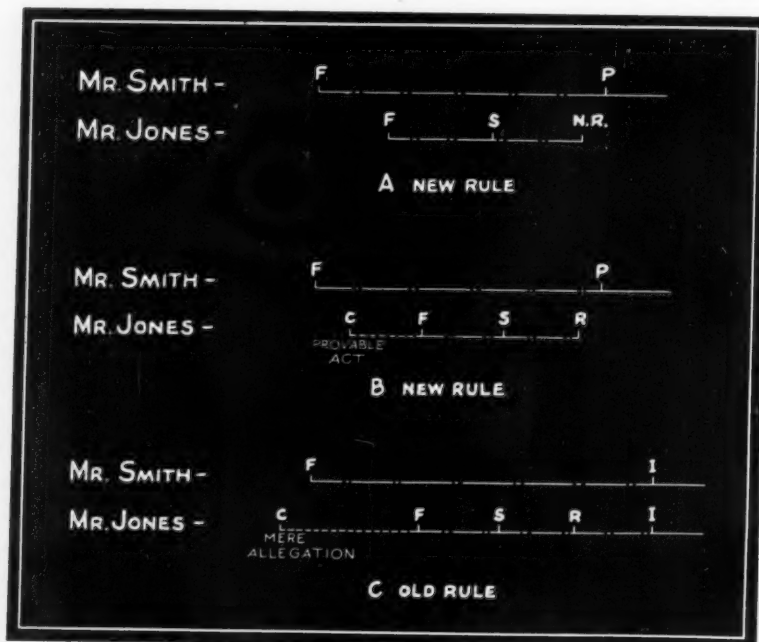 F P
MR. SMITH -
F S N.R.
MR. JONES -
A NEW RULE
F P
MR. SMITH -
C F S R
MR. JONES -
PROVABLE
ACT
B NEW RULE
F I
MR. SMITH -
C F S R I
MR. JONES -
MERE
ALLEGATION
C OLD RULE